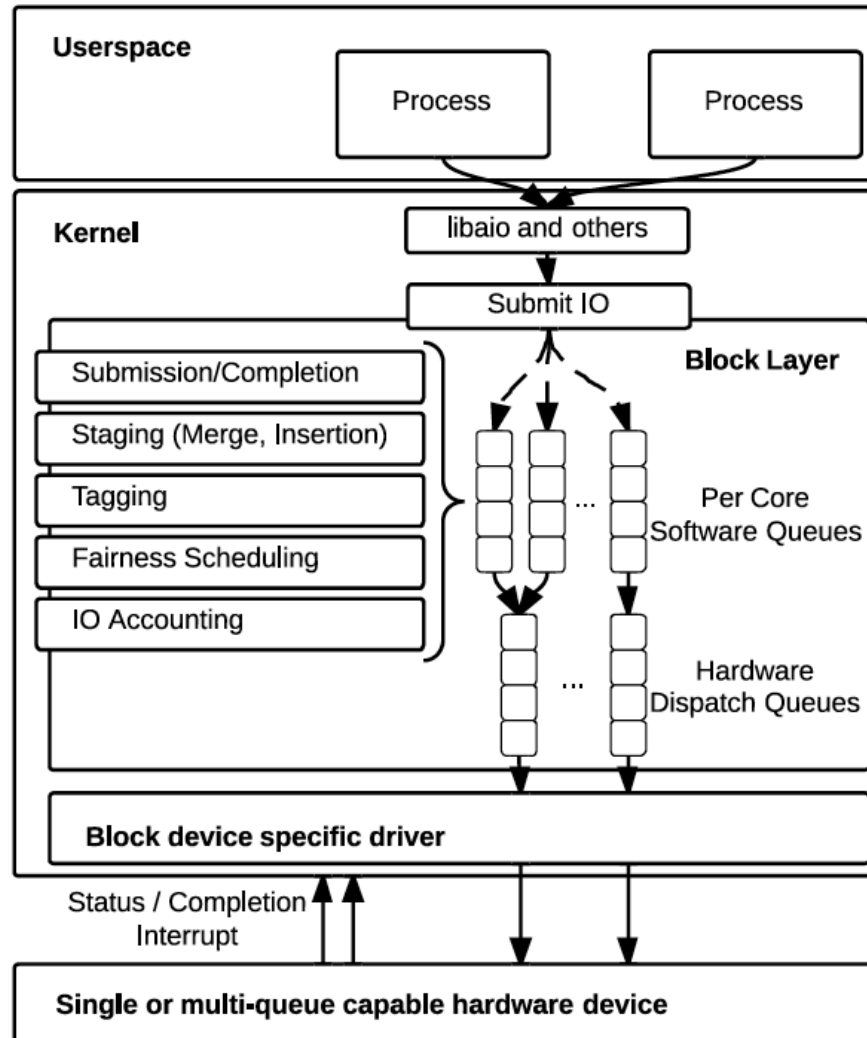 Userspace
Process
Process
Kernel
libaio and others
Submit IO
Block Layer
Submission/Completion
Staging (Merge, Insertion)
Tagging
Fairness Scheduling
IO Accounting
...
Per Core
Software Queues
...
Hardware
Dispatch Queues
Block device specific driver
Status / Completion
Interrupt
Single or multi-queue capable hardware device